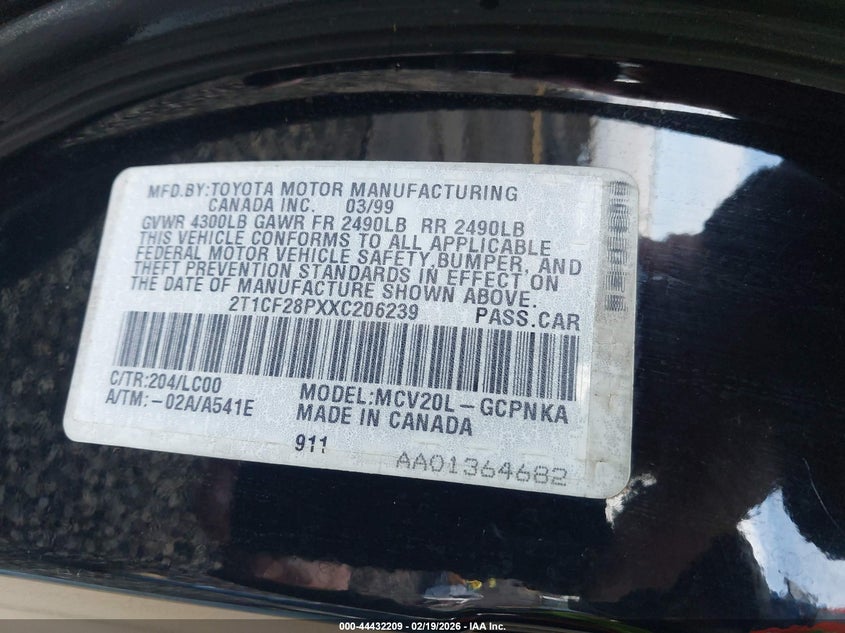 MFD.BY:TOYOTA MOTOR MANUFACTURING
CANADA INC. 03/99
GVWR 4300LB GAWR FR 2490LB RR 2490LB
THIS VEHICLE CONFORMS TO ALL APPLICABLE
FEDERAL MOTOR VEHICLE SAFETY,BUMPER, AND
THEFT PREVENTION STANDARDS IN EFFECT ON
THE DATE OF MANUFACTURE SHOWN ABOVE.
2T1CF28PXXC206239 PASS.CAR
C/TR:204/LC00 MODEL:MCV20L-GCPNKA
A/TM:-02A/A541E MADE IN CANADA
911
AA01364682
000-44432209 - 02/19/2026 - IAA Inc.